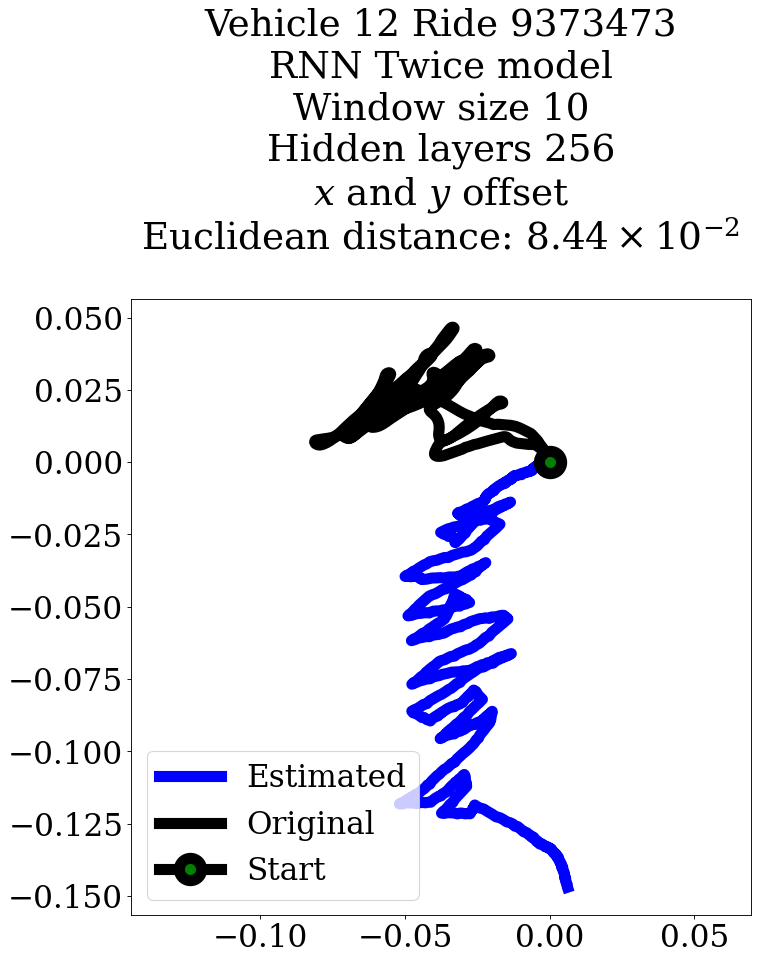 Vehicle 12 Ride 9373473
RNN Twice model
Window size 10
Hidden layers 256
x and y offset
Euclidean distance: 8.44 × 10⁻²
0.050
0.025
0.000
−0.025
−0.050
−0.075
−0.100
−0.125
−0.150
Estimated
Original
Start
−0.10 −0.05 0.00 0.05